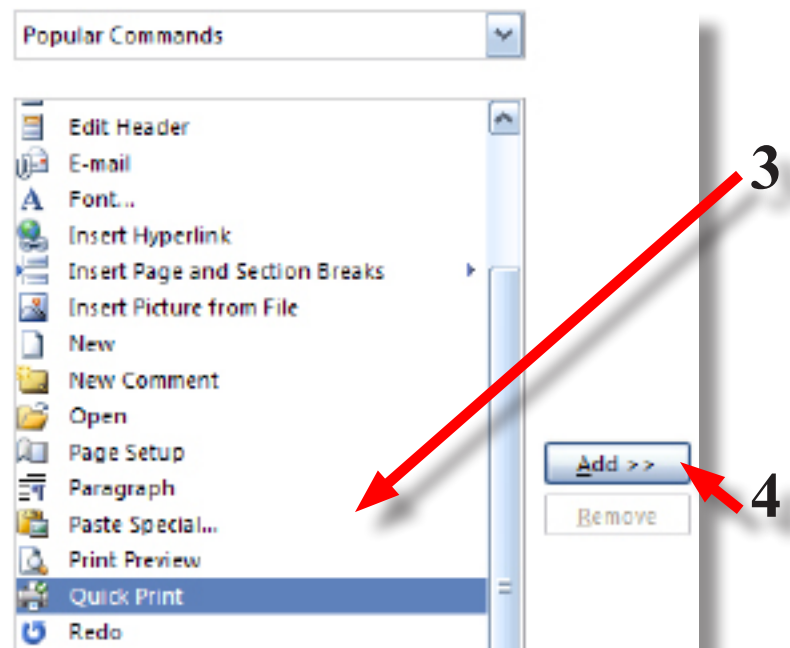 Popular Commands
Edit Header
E-mail
Font...
Insert Hyperlink
Insert Page and Section Breaks
Insert Picture from File
New
New Comment
Open
Page Setup
Paragraph
Paste Special...
Print Preview
Quick Print
Redo
3
Add >>
4
Remove